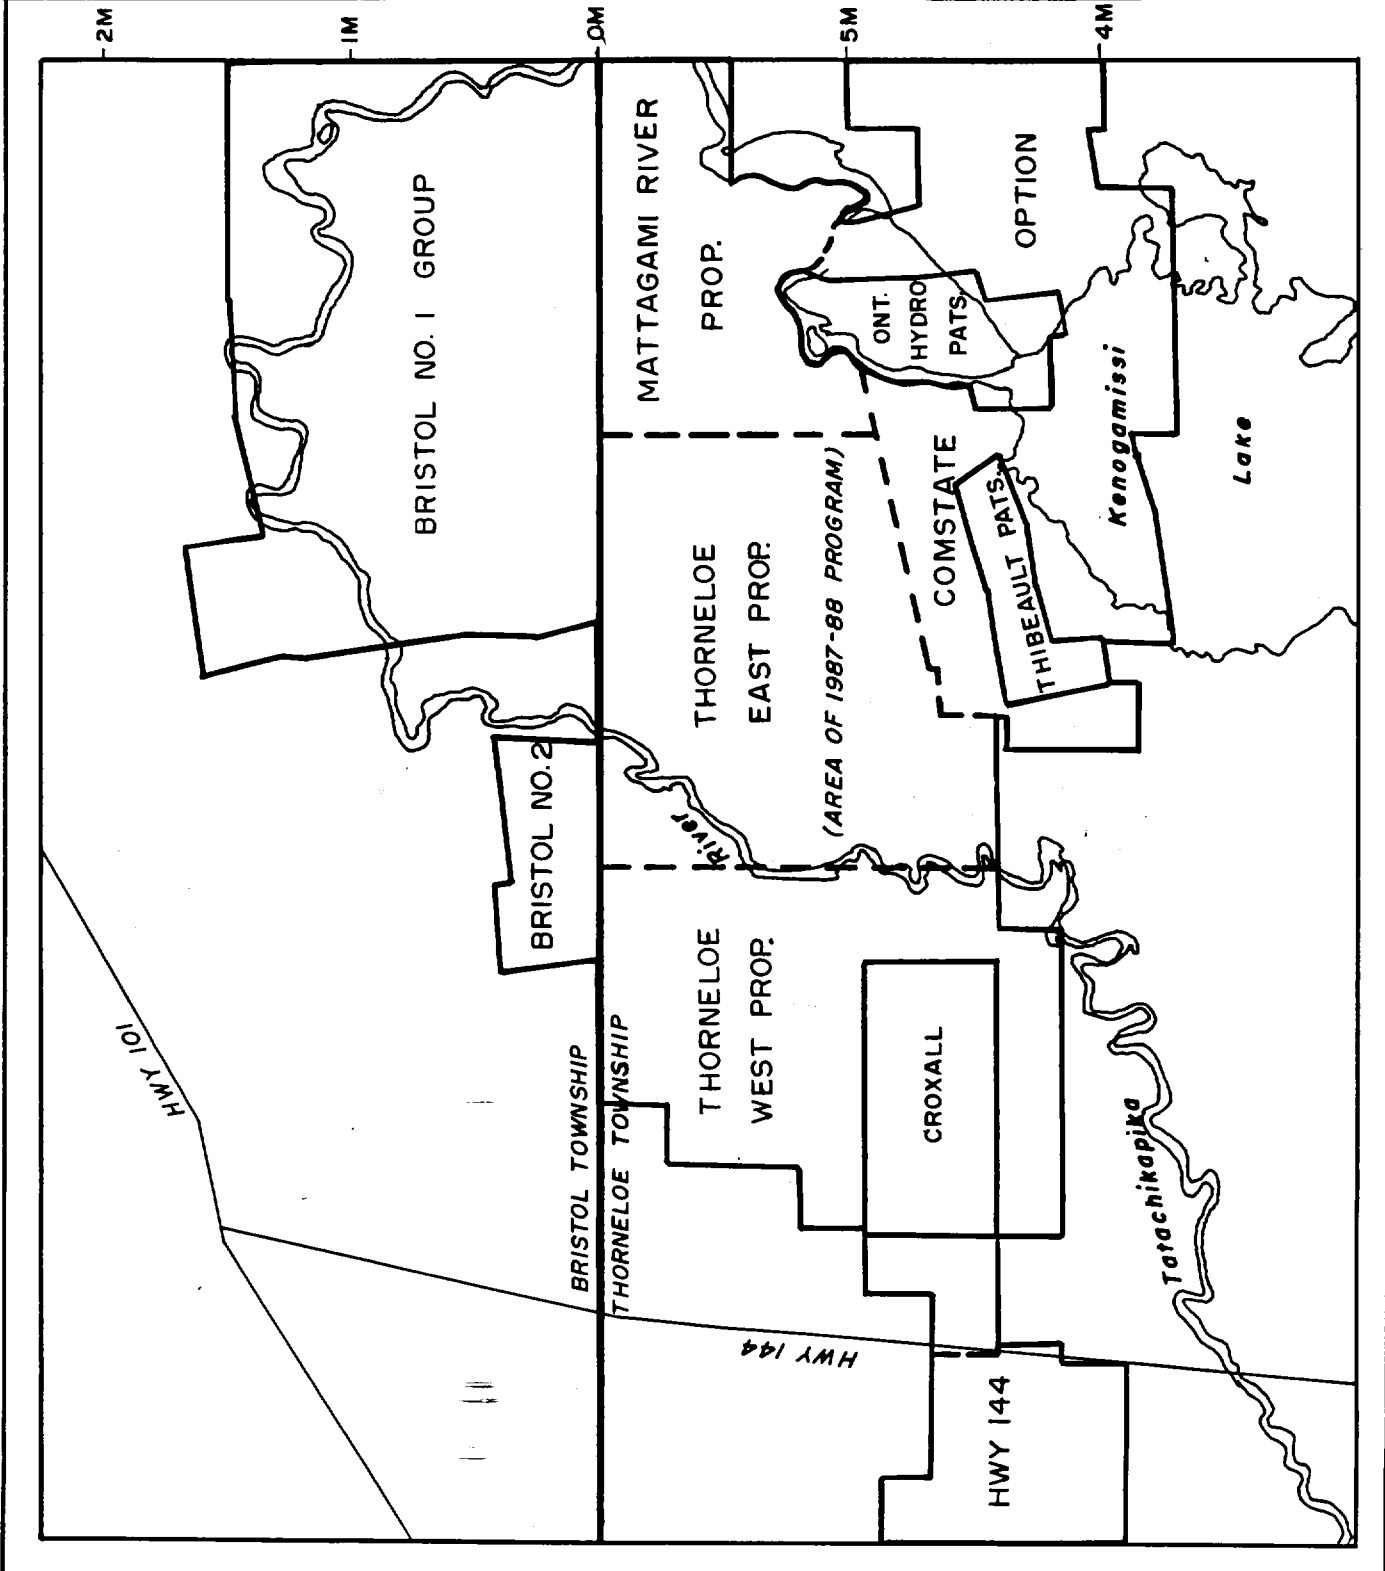 2M
1M
0M
5M
4M
BRISTOL NO. 1 GROUP
MATTAGAMI RIVER
PROP.
OPTION
ONT.
HYDRO
PATS.
Kenogamissi
Lake
COMSTATE
THIBEAULT PATS.
THORNELOE
EAST PROP.
(AREA OF 1987-88 PROGRAM)
BRISTOL NO. 2
River
THORNELOE
WEST PROP.
CROXALL
HWY 101
BRISTOL TOWNSHIP
THORNELOE TOWNSHIP
HWY 144
HWY 144
Tatachikapika